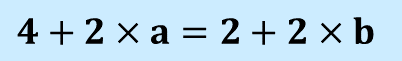 4 + 2 × a = 2 + 2 × b